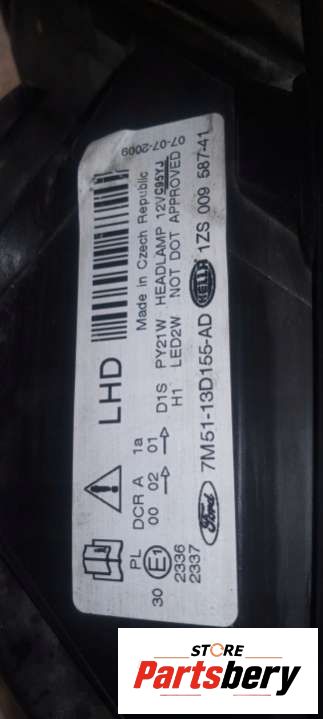 07-07-2009
LHD
Made in Czech Republic
PL DCR A 1a D1S PY21W HEADLAMP 12V C95YJ
00 02 01 H1 LED2W NOT DOT APPROVED
30 E1
2336
2337
Ford 7M51-13D155-AD HELLA 1ZS 009 587-41
STORE
Partsbery